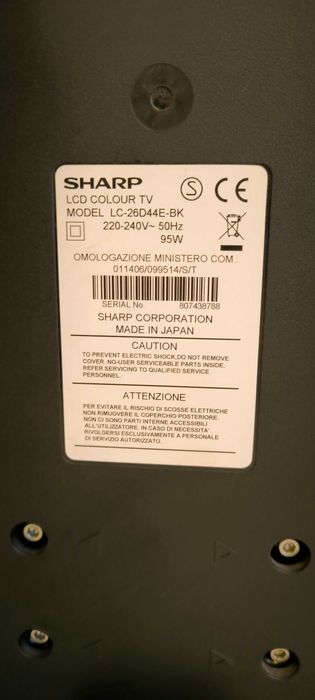 SHARP
LCD COLOUR TV
MODEL LC-26D44E-BK
220-240V~ 50Hz
95W
S
CE
OMOLOGAZIONE MINISTERO COM.:
011406/099514/S/T
SERIAL No. 807438788
SHARP CORPORATION
MADE IN JAPAN
CAUTION
TO PREVENT ELECTRIC SHOCK,DO NOT REMOVE
COVER. NO-USER SERVICEABLE PARTS INSIDE.
REFER SERVICING TO QUALIFIED SERVICE
PERSONNEL.
ATTENZIONE
PER EVITARE IL RISCHIO DI SCOSSE ELETTRICHE
NON RIMUOVERE IL COPERCHIO POSTERIORE.
NON CI SONO PARTI INTERNE ACCESSIBILI
ALL'UTILIZZATORE. IN CASO DI NECESSITA'
RIVOLGERSI ESCLUSIVAMENTE A PERSONALE
DI SERVIZIO AUTORIZZATO.